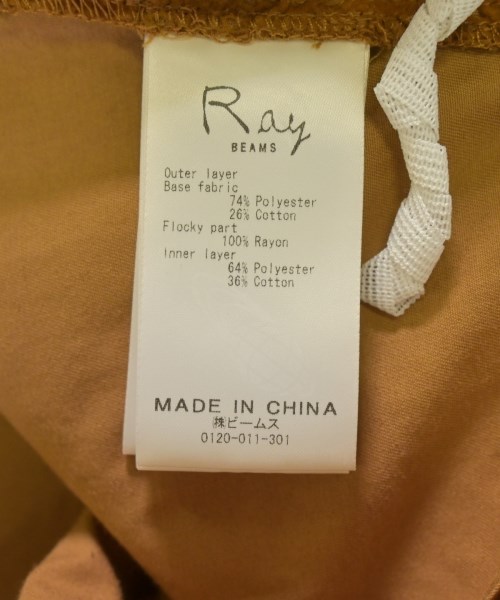 Ray
BEAMS
Outer layer
Base fabric
74% Polyester
26% Cotton
Flocky part
100% Rayon
Inner layer
64% Polyester
36% Cotton
MADE IN CHINA
㈱ビームス
0120-011-301